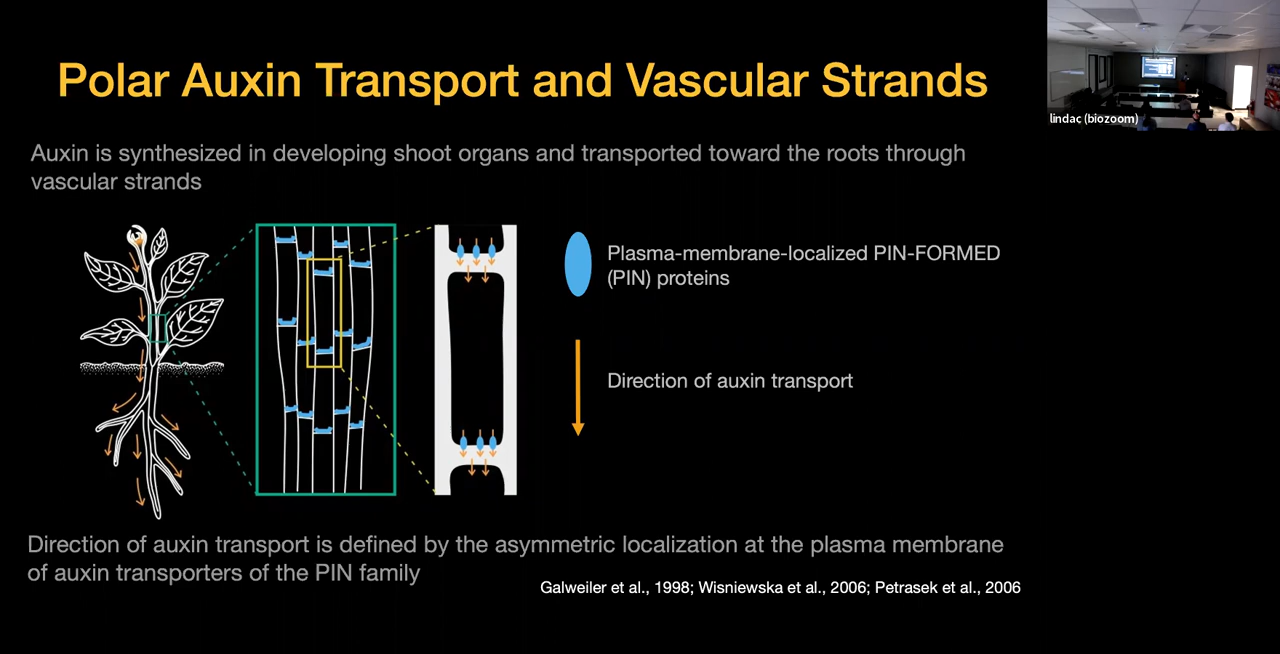 Polar Auxin Transport and Vascular Strands
lindac (biozoom)
Auxin is synthesized in developing shoot organs and transported toward the roots through
vascular strands
Plasma-membrane-localized PIN-FORMED
(PIN) proteins
Direction of auxin transport
Direction of auxin transport is defined by the asymmetric localization at the plasma membrane
of auxin transporters of the PIN family
Galweiler et al., 1998; Wisniewska et al., 2006; Petrasek et al., 2006